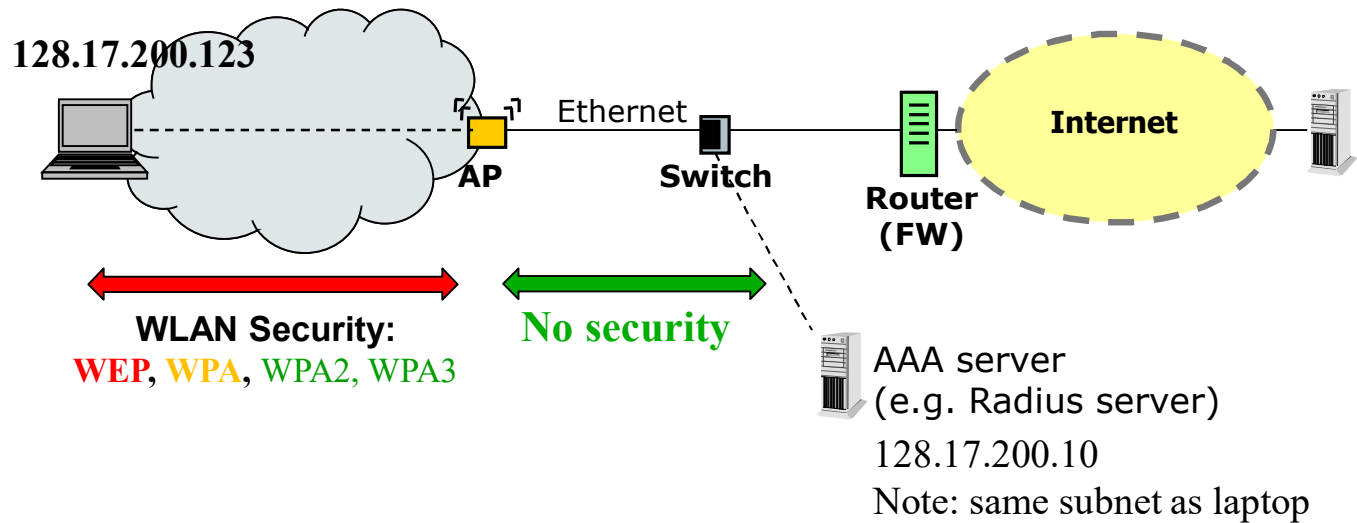 128.17.200.123
Ethernet
Internet
AP
Switch
Router
(FW)
WLAN Security:
WEP, WPA, WPA2, WPA3
No security
AAA server
(e.g. Radius server)
128.17.200.10
Note: same subnet as laptop